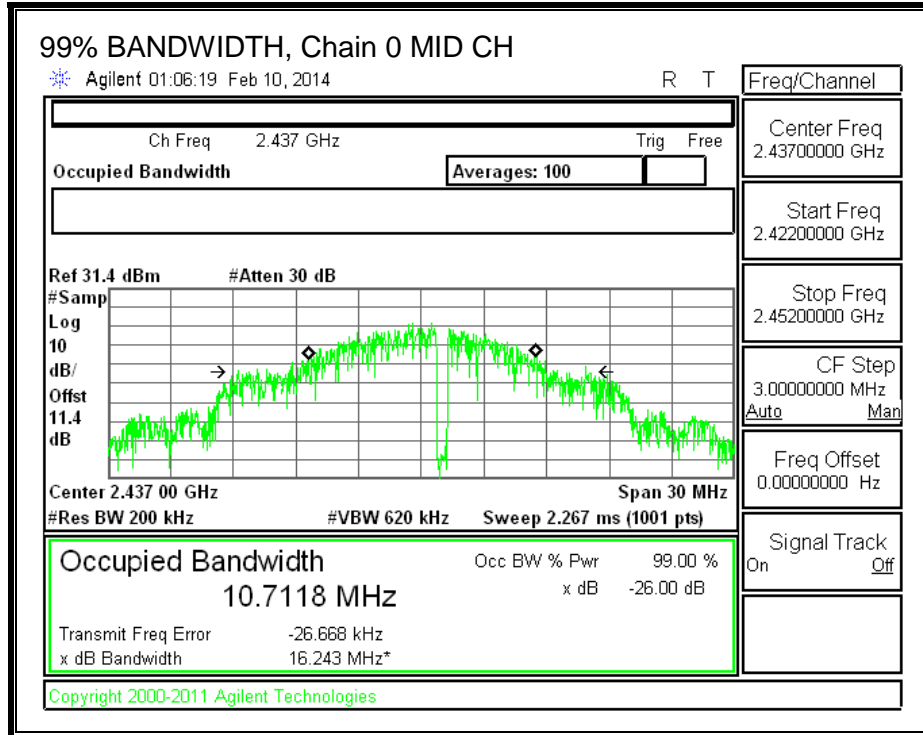 99% BANDWIDTH, Chain 0 MID CH
Agilent 01:06:19 Feb 10, 2014 R T
Freq/Channel
Ch Freq 2.437 GHz Trig Free
Occupied Bandwidth Averages: 100
Center Freq
2.43700000 GHz
Start Freq
2.42200000 GHz
Stop Freq
2.45200000 GHz
CF Step
3.00000000 MHz
Auto Man
Freq Offset
0.00000000 Hz
Signal Track
On Off
Ref 31.4 dBm #Atten 30 dB
#Samp
Log
10
dB/
Offst
11.4
dB
Center 2.437 00 GHz Span 30 MHz
#Res BW 200 kHz #VBW 620 kHz Sweep 2.267 ms (1001 pts)
Occupied Bandwidth Occ BW % Pwr 99.00 %
10.7118 MHz x dB -26.00 dB
Transmit Freq Error -26.668 kHz
x dB Bandwidth 16.243 MHz*
Copyright 2000-2011 Agilent Technologies